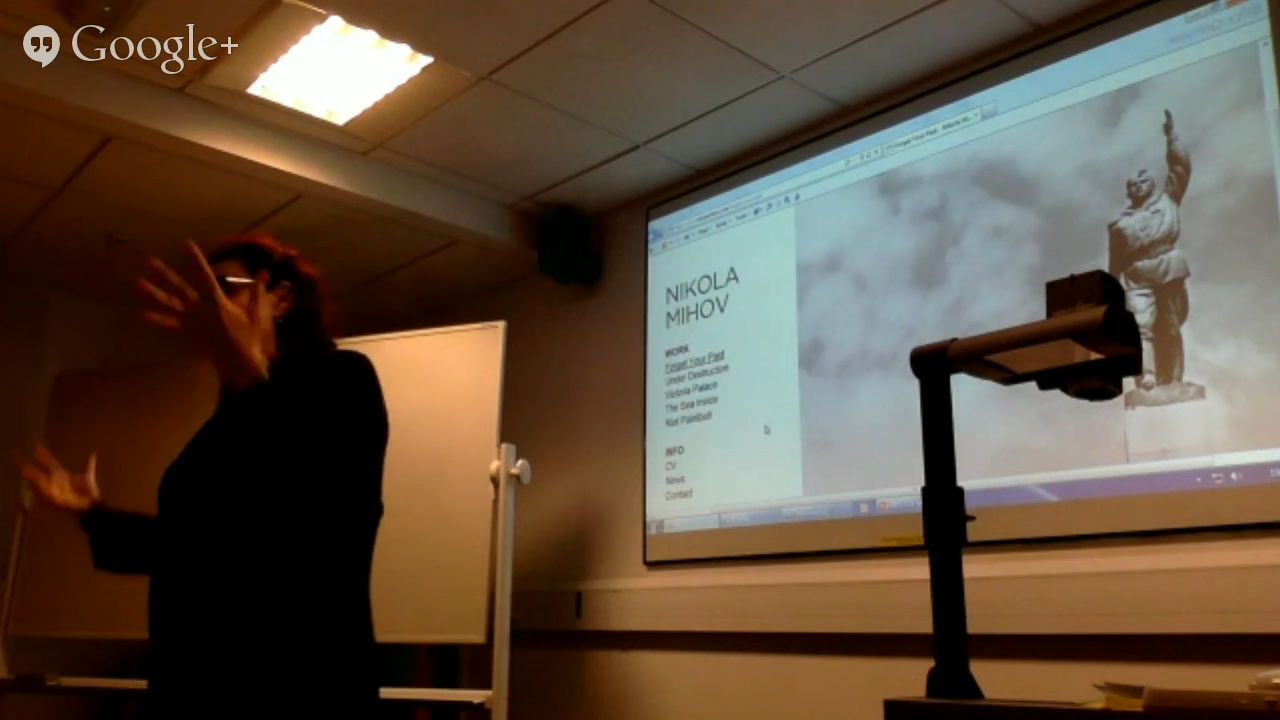 Google+
NIKOLA
MIHOV
WORK
Forget Your Past
Under Destruction
Victoria Palace
The Sea Inside
Riot Paintball
INFO
CV
News
Contact